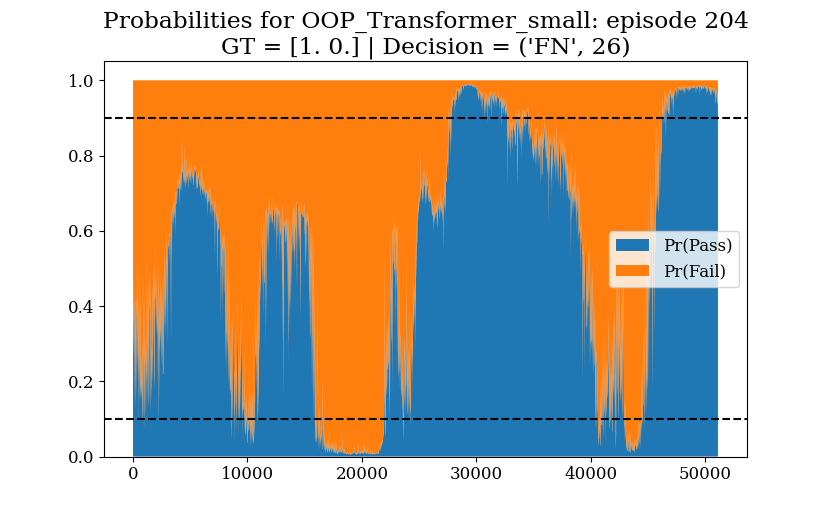 Probabilities for OOP_Transformer_small: episode 204
GT = [1. 0.] | Decision = ('FN', 26)
1.0
0.8
0.6
0.4
0.2
0.0
Pr(Pass)
Pr(Fail)
0 10000 20000 30000 40000 50000